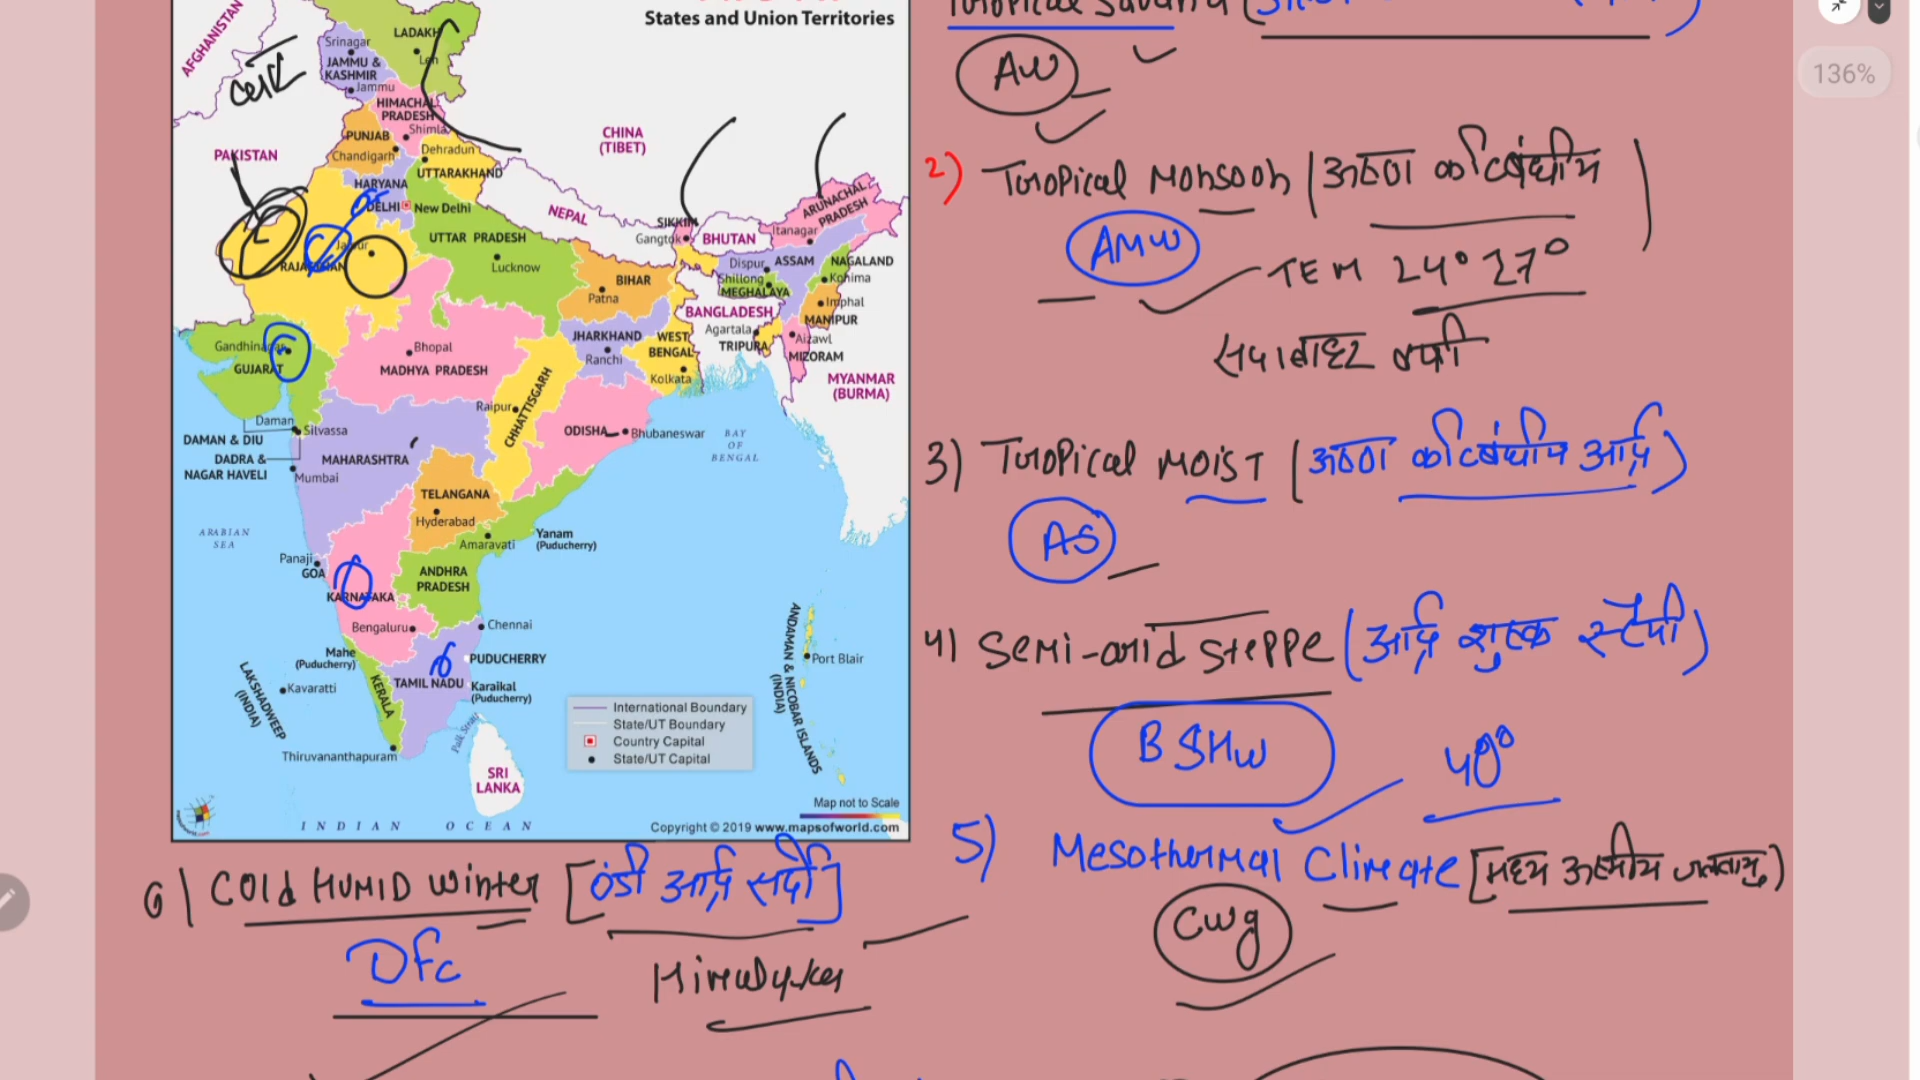 States and Union Territories
AFGHANISTAN
Srinagar
LADAKH
Leh
JAMMU &
KASHMIR
Jammu
HIMACHAL
PRADESH
Shimla
PUNJAB
Chandigarh
Dehradun
UTTARAKHAND
PAKISTAN
CHINA
(TIBET)
HARYANA
DELHI
New Delhi
NEPAL
SIKKIM
Gangtok
BHUTAN
ARUNACHAL
PRADESH
Itanagar
UTTAR PRADESH
Lucknow
RAJASTHAN
BIHAR
Patna
Dispur
ASSAM
NAGALAND
Shillong
Kohima
MEGHALAYA
Imphal
MANIPUR
BANGLADESH
Agartala
TRIPURA
Aizawl
MIZORAM
MYANMAR
(BURMA)
GUJARAT
Bhopal
MADHYA PRADESH
JHARKHAND
Ranchi
WEST
BENGAL
Kolkata
Raipur
CHHATTISGARH
ODISHA
Bhubaneswar
BAY
OF
BENGAL
Daman
Silvassa
DAMAN & DIU
DADRA &
NAGAR HAVELI
MAHARASHTRA
Mumbai
TELANGANA
Hyderabad
ARABIAN
SEA
Amaravati
Yanam
(Puducherry)
Panaji
GOA
ANDHRA
PRADESH
KARNATAKA
Bengaluru
Chennai
Mahe
(Puducherry)
PUDUCHERRY
TAMIL NADU
Karaikal
(Puducherry)
KERALA
LAKSHADWEEP
(INDIA)
Kavaratti
Thiruvananthapuram
Palk Strait
SRI
LANKA
ANDAMAN & NICOBAR ISLANDS
(INDIA)
Port Blair
International Boundary
State/UT Boundary
Country Capital
State/UT Capital
INDIAN OCEAN
Map not to Scale
Copyright © 2019 www.mapsofworld.com
136%
AW
2) Tropical Monsoon (उष्ण कटिबंधीय)
AMW
TEM 24° 27°
3) Tropical MOIST (उष्ण कटिबंधीय आर्द्र)
AS
4) Semi-arid Steppe (आर्द्र शुष्क स्टैपी)
BSHW
5) Mesothermal Climate
Cwg
6) COld HUMID Winter [ठंडी आर्द्र सर्दी]
Dfc